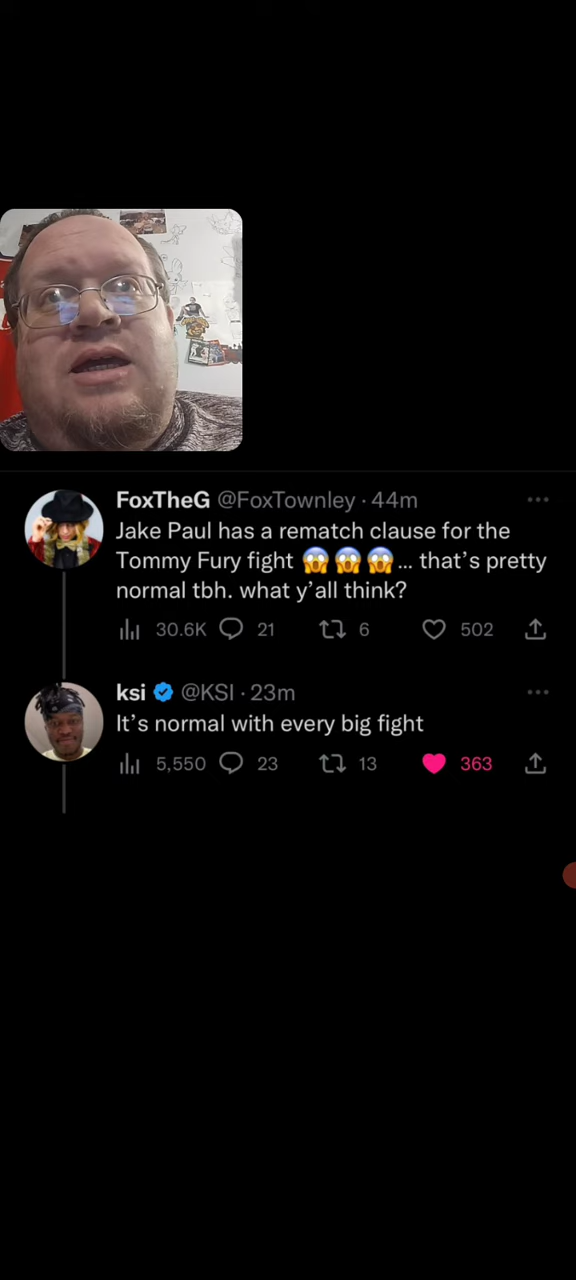 FoxTheG @FoxTownley · 44m
Jake Paul has a rematch clause for the
Tommy Fury fight 😱😱😱... that's pretty
normal tbh. what y'all think?
30.6K 21 6 502
ksi @KSI · 23m
It's normal with every big fight
5,550 23 13 363